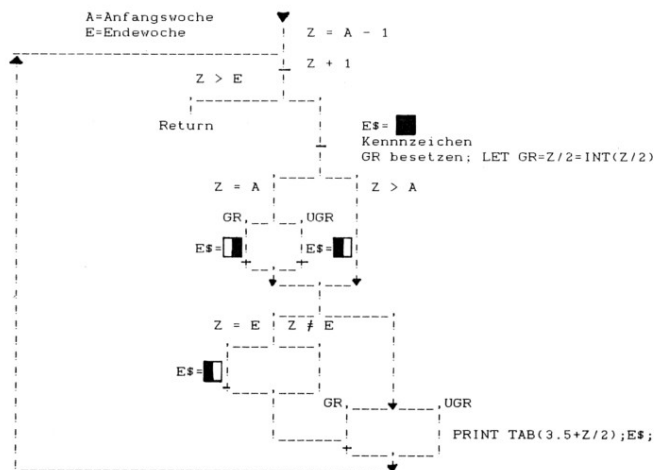 A=Anfangswoche
E=Endewoche
Z = A - 1
Z + 1
Z > E
Return
E$=
Kennnzeichen
GR besetzen; LET GR=Z/2=INT(Z/2)
Z = A
Z > A
GR
UGR
E$=
E$=
Z = E
Z ≠ E
E$=
GR
UGR
PRINT TAB(3.5+Z/2);E$;